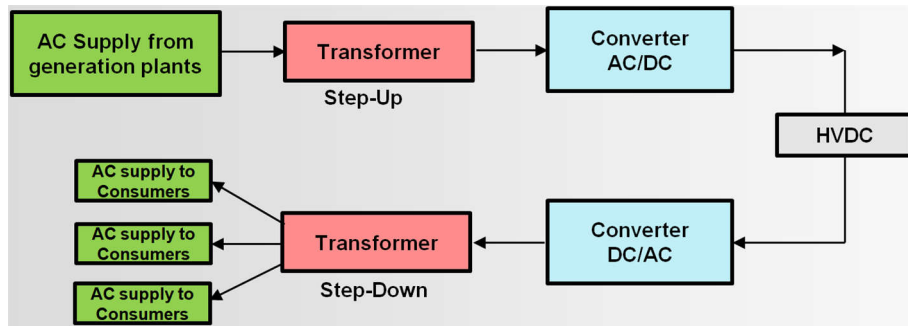 AC Supply from
generation plants
Transformer
Step-Up
Converter
AC/DC
HVDC
AC supply to
Consumers
AC supply to
Consumers
AC supply to
Consumers
Transformer
Step-Down
Converter
DC/AC